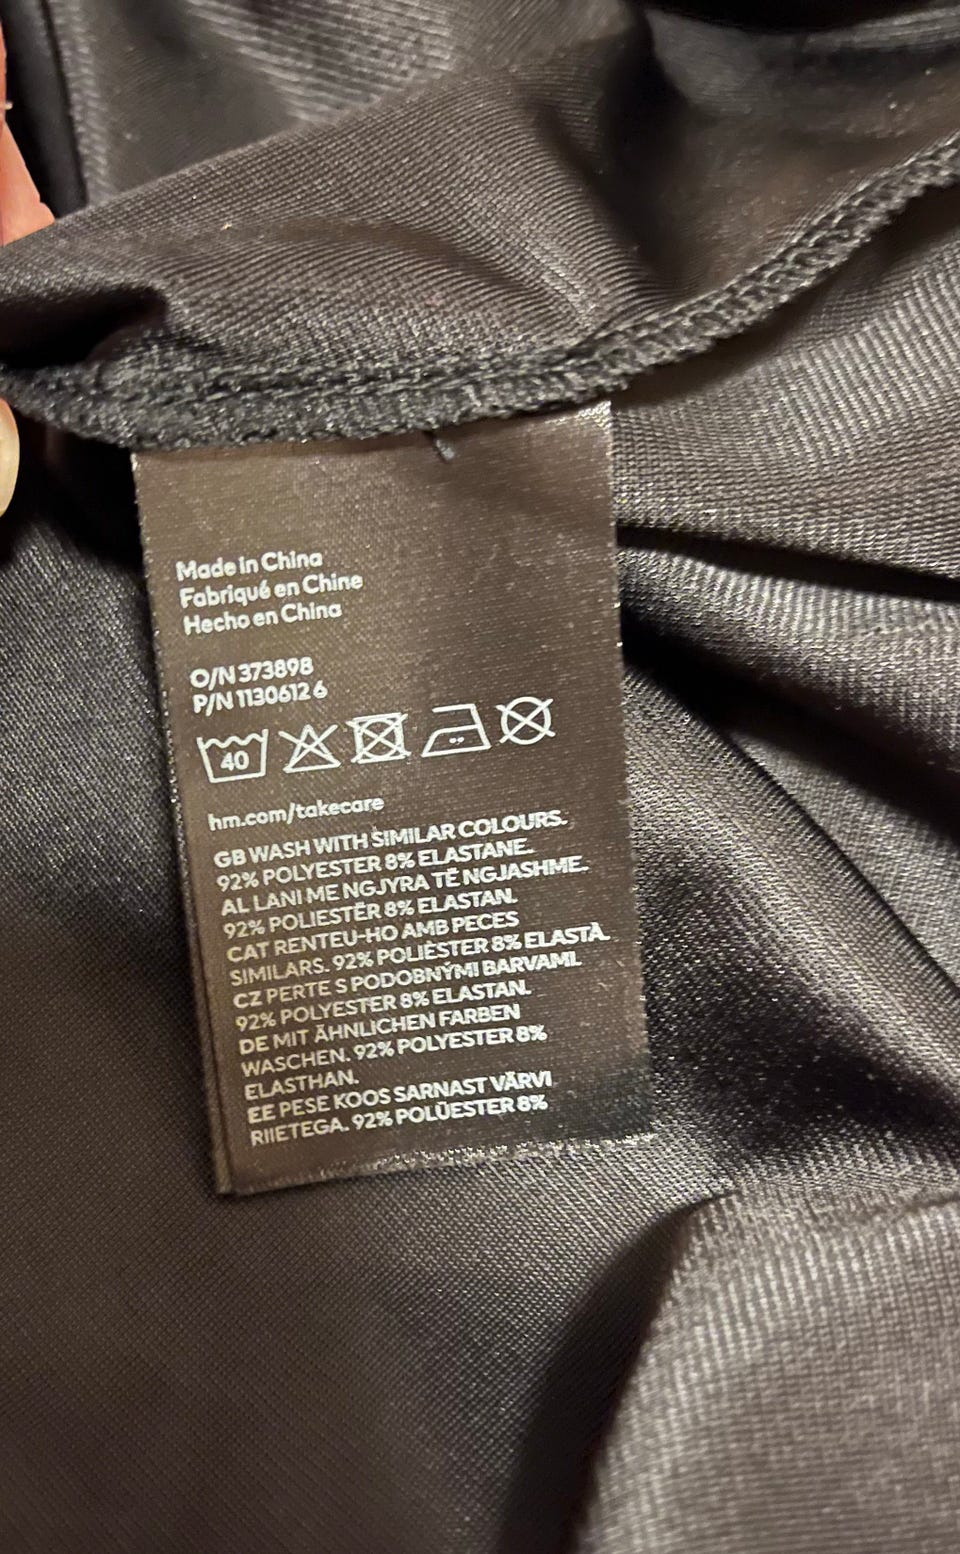 Made in China
Fabriqué en Chine
Hecho en China
O/N 373898
P/N 1130612 6
40
hm.com/takecare
GB WASH WITH SIMILAR COLOURS.
92% POLYESTER 8% ELASTANE.
AL LANI ME NGJYRA TË NGJASHME.
92% POLIESTËR 8% ELASTAN.
CAT RENTEU-HO AMB PECES
SIMILARS. 92% POLIÈSTER 8% ELASTÀ.
CZ PERTE S PODOBNÝMI BARVAMI.
92% POLYESTER 8% ELASTAN.
DE MIT ÄHNLICHEN FARBEN
WASCHEN. 92% POLYESTER 8%
ELASTHAN.
EE PESE KOOS SARNAST VÄRVI
RIIETEGA. 92% POLÜESTER 8%